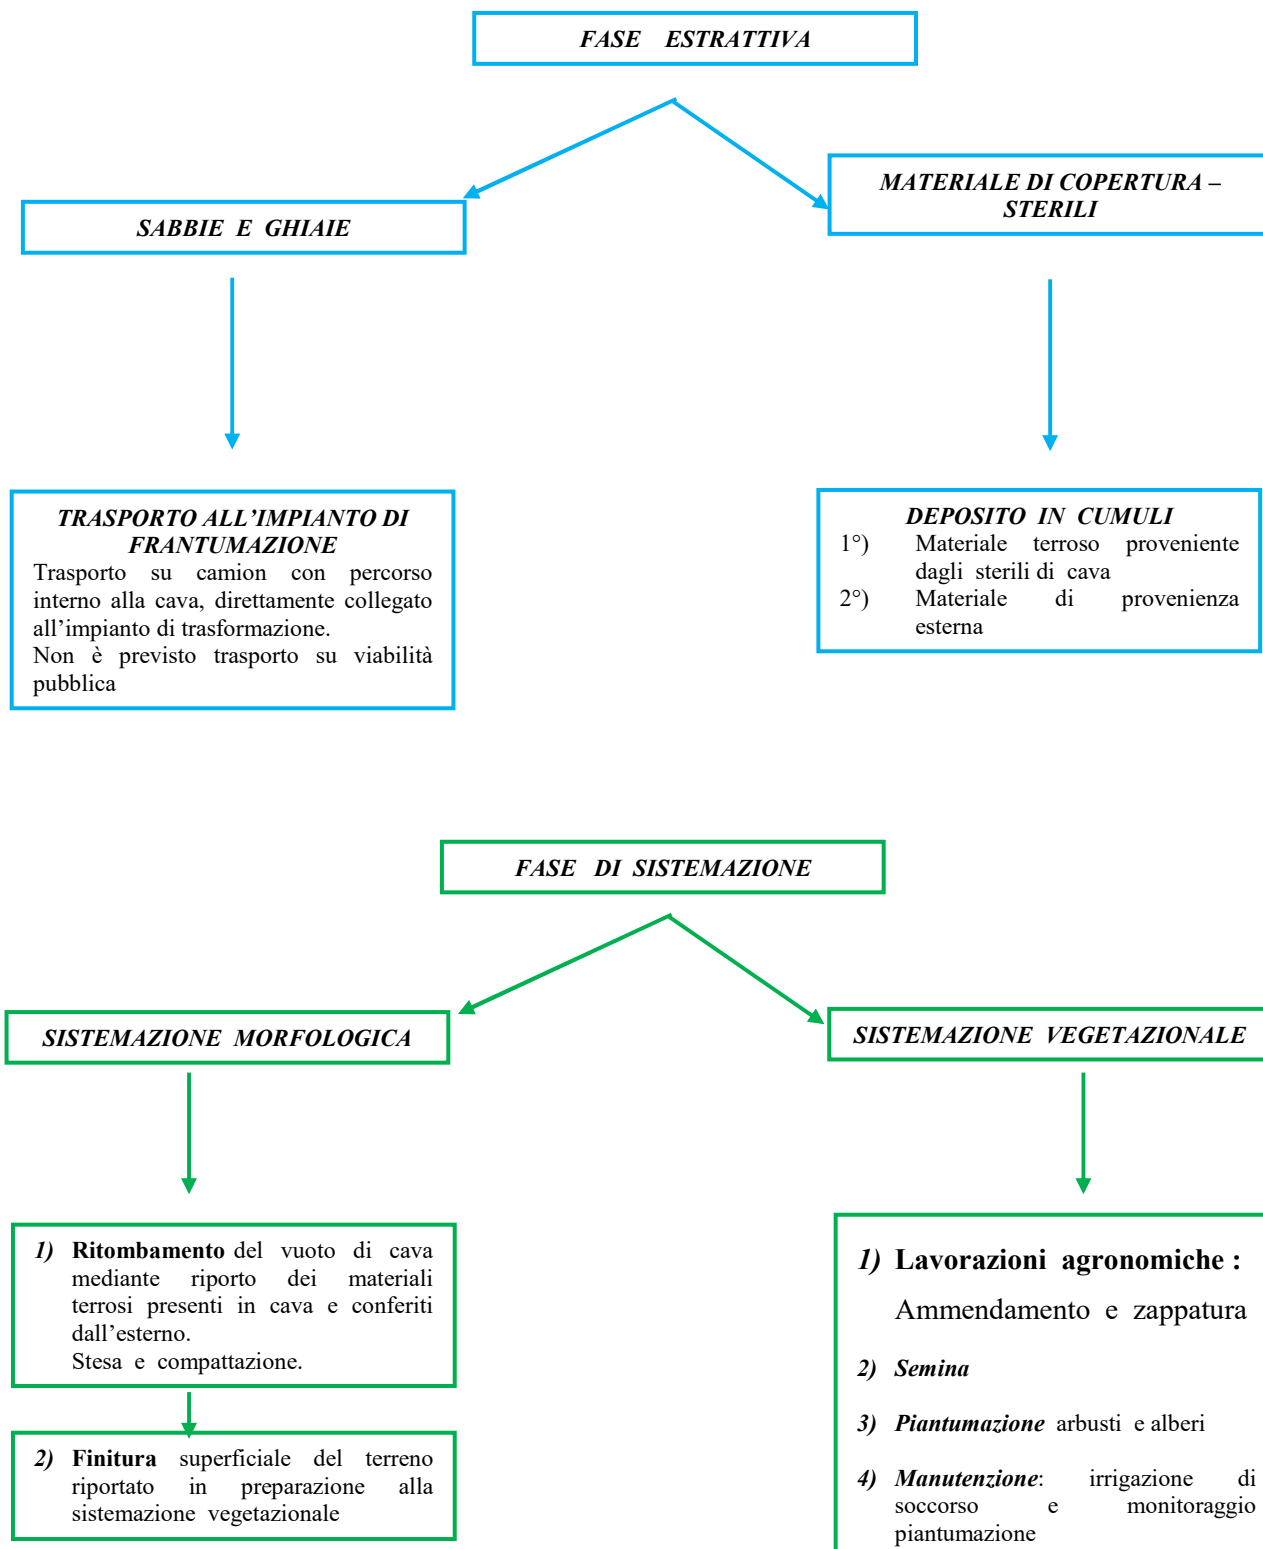 FASE ESTRATTIVA
MATERIALE DI COPERTURA –
STERILI
SABBIE E GHIAIE
TRASPORTO ALL’IMPIANTO DI
FRANTUMAZIONE
Trasporto su camion con percorso
interno alla cava, direttamente collegato
all’impianto di trasformazione.
Non è previsto trasporto su viabilità
pubblica
DEPOSITO IN CUMULI
1°) Materiale terroso proveniente
dagli sterili di cava
2°) Materiale di provenienza
esterna
FASE DI SISTEMAZIONE
SISTEMAZIONE MORFOLOGICA
SISTEMAZIONE VEGETAZIONALE
1) Ritombamento del vuoto di cava
mediante riporto dei materiali
terrosi presenti in cava e conferiti
dall’esterno.
Stesa e compattazione.
2) Finitura superficiale del terreno
riportato in preparazione alla
sistemazione vegetazionale
1) Lavorazioni agronomiche :
Ammendamento e zappatura
2) Semina
3) Piantumazione arbusti e alberi
4) Manutenzione: irrigazione di
soccorso e monitoraggio
piantumazione